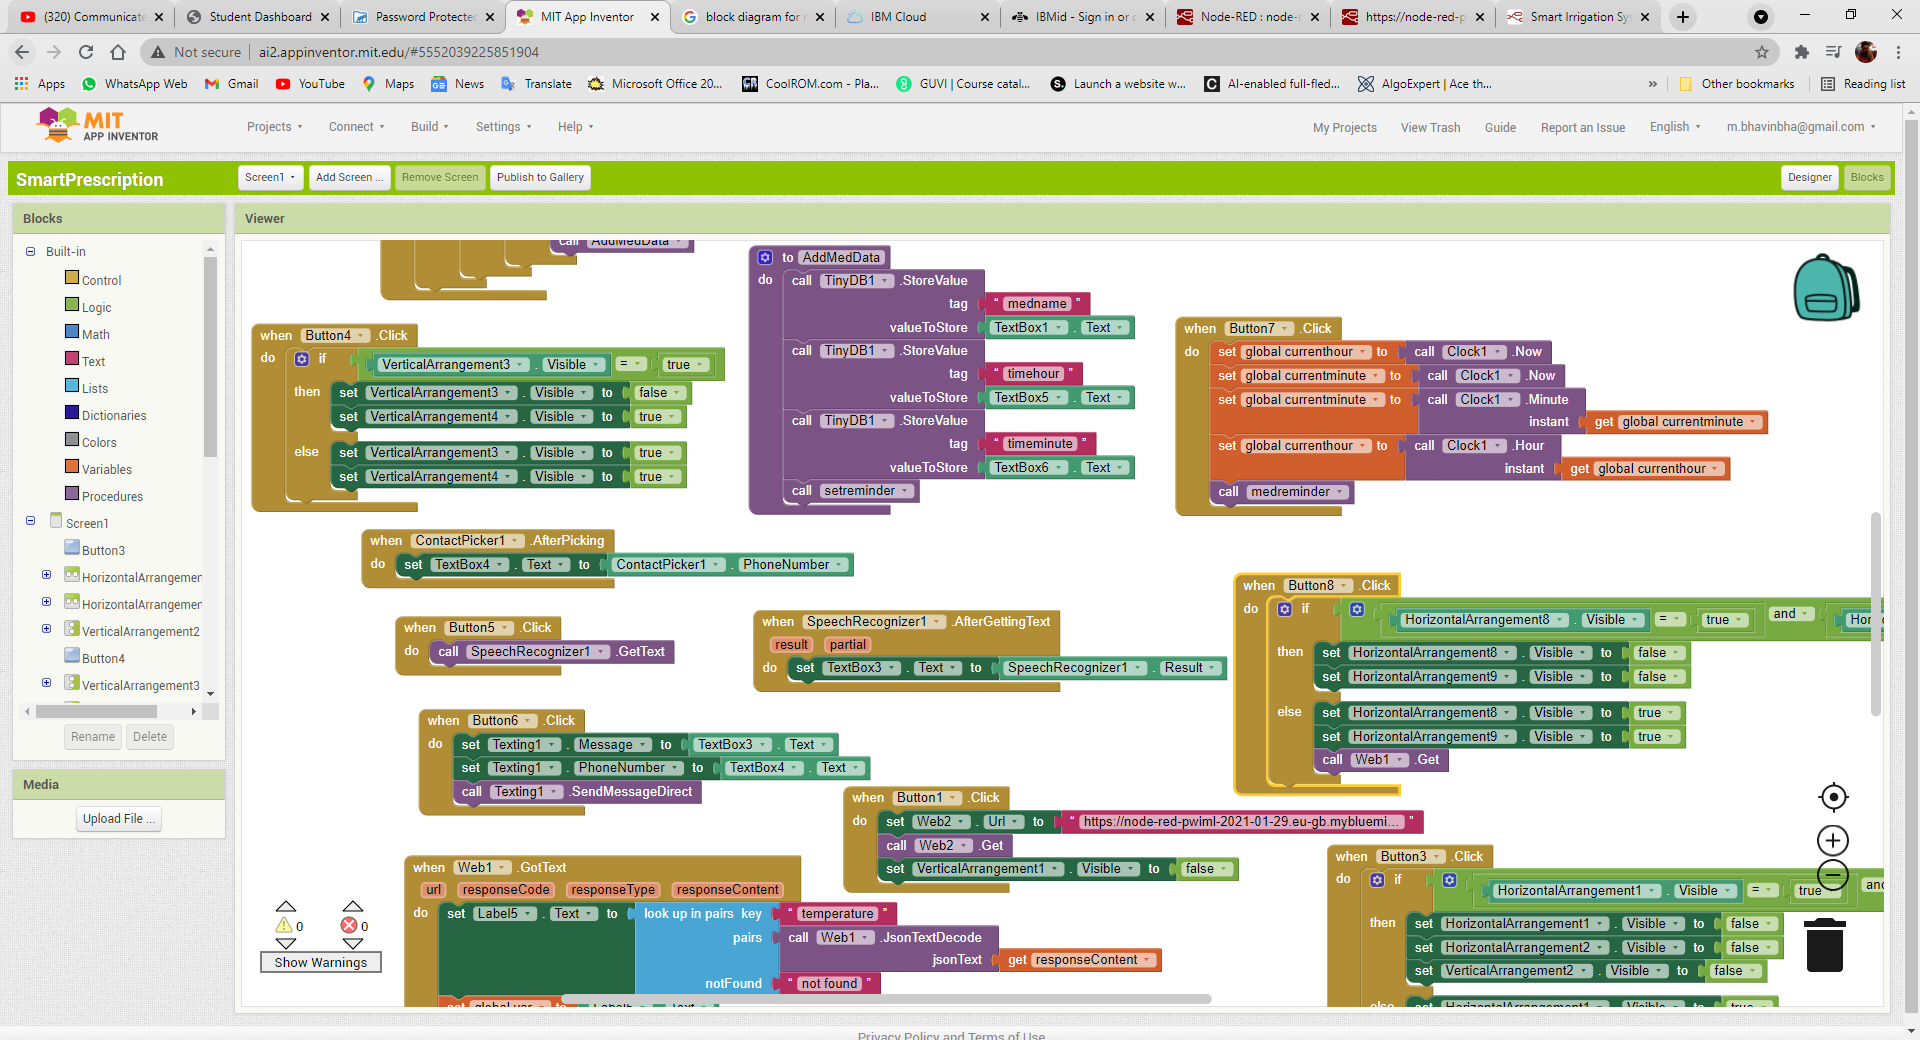 (320) Communicate
Student Dashboard
Password Protected
MIT App Inventor
block diagram for
IBM Cloud
IBMid - Sign in or c
Node-RED : node-
https://node-red-p
Smart Irrigation Sy
Not secure
ai2.appinventor.mit.edu/#5552039225851904
Apps
WhatsApp Web
Gmail
YouTube
Maps
News
Translate
Microsoft Office 20...
CoolROM.com - Pla...
GUVI | Course catal...
Launch a website w...
AI-enabled full-fled...
AlgoExpert | Ace th...
»
Other bookmarks
Reading list
MIT
APP INVENTOR
Projects
Connect
Build
Settings
Help
My Projects
View Trash
Guide
Report an Issue
English
m.bhavinbha@gmail.com
SmartPrescription
Screen1
Add Screen ...
Remove Screen
Publish to Gallery
Designer
Blocks
Blocks
Built-in
Control
Logic
Math
Text
Lists
Dictionaries
Colors
Variables
Procedures
Screen1
Button3
HorizontalArrangemen
HorizontalArrangemen
VerticalArrangement2
Button4
VerticalArrangement3
Rename
Delete
Media
Upload File ...
Viewer
call AddMedData
when Button4 .Click
do if VerticalArrangement3 . Visible = true
then set VerticalArrangement3 . Visible to false
set VerticalArrangement4 . Visible to true
else set VerticalArrangement3 . Visible to true
set VerticalArrangement4 . Visible to true
to AddMedData
do call TinyDB1 .StoreValue
tag " medname "
valueToStore TextBox1 . Text
call TinyDB1 .StoreValue
tag " timehour "
valueToStore TextBox5 . Text
call TinyDB1 .StoreValue
tag " timeminute "
valueToStore TextBox6 . Text
call setreminder
when Button7 .Click
do set global currenthour to call Clock1 .Now
set global currentminute to call Clock1 .Now
set global currentminute to call Clock1 .Minute
instant get global currentminute
set global currenthour to call Clock1 .Hour
instant get global currenthour
call medreminder
when ContactPicker1 .AfterPicking
do set TextBox4 . Text to ContactPicker1 . PhoneNumber
when Button5 .Click
do call SpeechRecognizer1 .GetText
when SpeechRecognizer1 .AfterGettingText
result partial
do set TextBox3 . Text to SpeechRecognizer1 . Result
when Button8 .Click
do if HorizontalArrangement8 . Visible = true and Hor
then set HorizontalArrangement8 . Visible to false
set HorizontalArrangement9 . Visible to false
else set HorizontalArrangement8 . Visible to true
set HorizontalArrangement9 . Visible to true
call Web1 .Get
when Button6 .Click
do set Texting1 . Message to TextBox3 . Text
set Texting1 . PhoneNumber to TextBox4 . Text
call Texting1 .SendMessageDirect
when Button1 .Click
do set Web2 . Url to " https://node-red-pwiml-2021-01-29.eu-gb.mybluemi... "
call Web2 .Get
set VerticalArrangement1 . Visible to false
when Web1 .GotText
url responseCode responseType responseContent
do set Label5 . Text to look up in pairs key " temperature "
pairs call Web1 .JsonTextDecode
jsonText get responseContent
notFound " not found "
set global var to Label5 . Text
when Button3 .Click
do if HorizontalArrangement1 . Visible = true and
then set HorizontalArrangement1 . Visible to false
set HorizontalArrangement2 . Visible to false
set VerticalArrangement2 . Visible to false
else set HorizontalArrangement1 . Visible to true
0
0
Show Warnings
Privacy Policy and Terms of Use